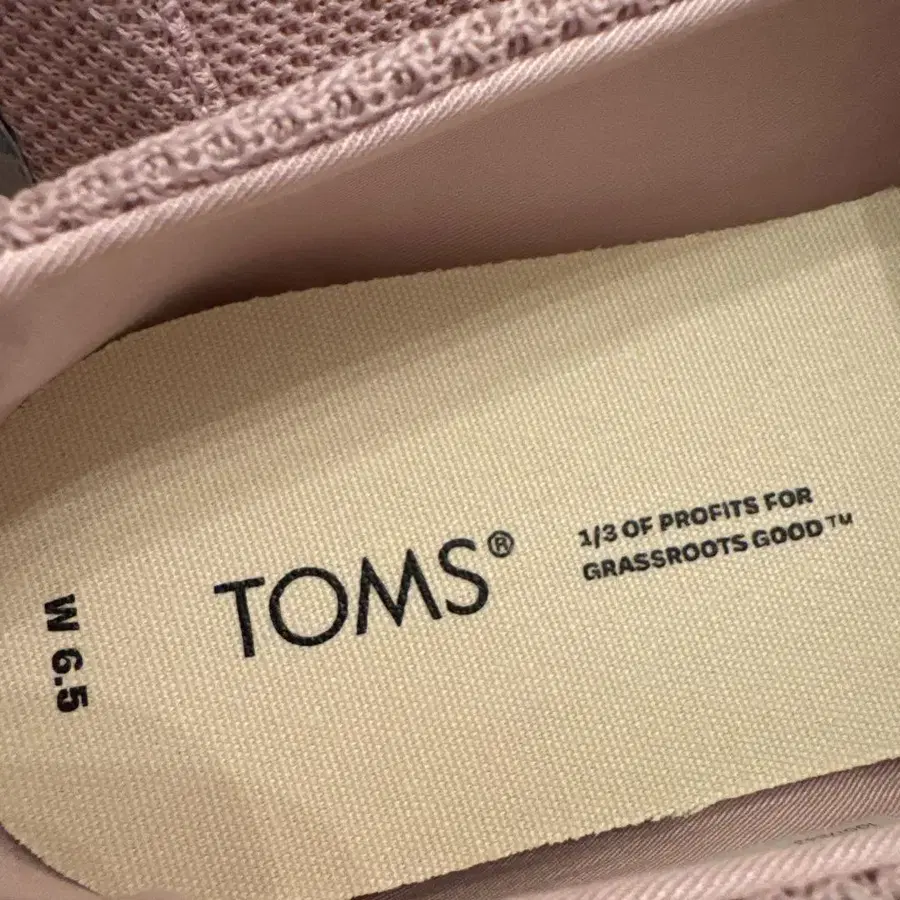 W 6.5
TOMS®
1/3 OF PROFITS FOR
GRASSROOTS GOOD™